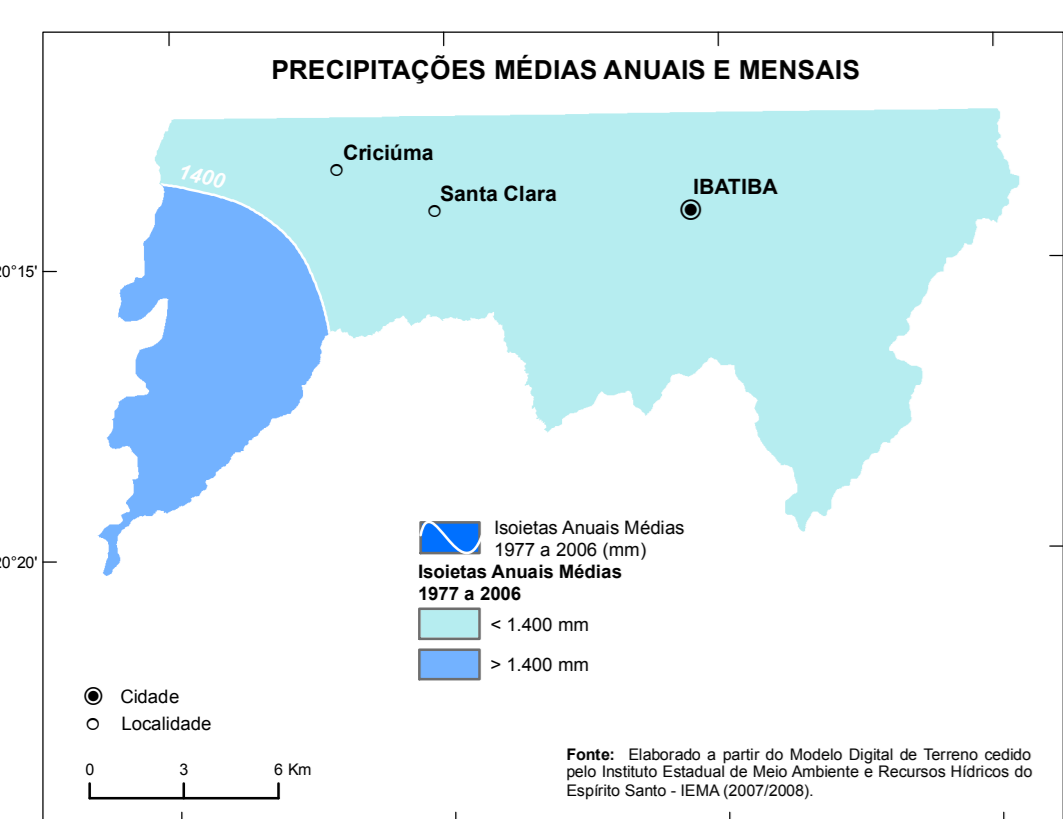 PRECIPITAÇÕES MÉDIAS ANUAIS E MENSAIS
Criciúma
1400
Santa Clara
IBATIBA
20°15'
20°20'
Isoietas Anuais Médias
1977 a 2006 (mm)
Isoietas Anuais Médias
1977 a 2006
< 1.400 mm
> 1.400 mm
Cidade
Localidade
0 3 6 Km
Fonte: Elaborado a partir do Modelo Digital de Terreno cedido
pelo Instituto Estadual de Meio Ambiente e Recursos Hídricos do
Espírito Santo - IEMA (2007/2008).